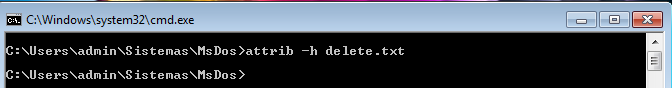 C:\Windows\system32\cmd.exe
C:\Users\admin\Sistemas\MsDos>attrib -h delete.txt
C:\Users\admin\Sistemas\MsDos>